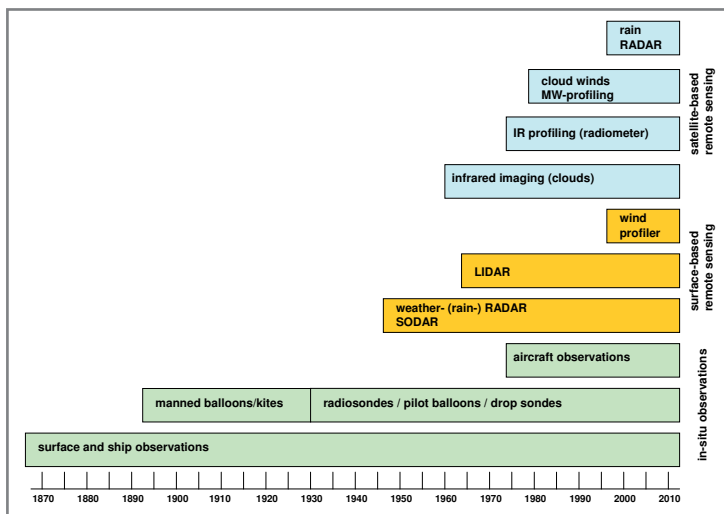 rain
RADAR
cloud winds
MW-profiling
IR profiling (radiometer)
infrared imaging (clouds)
satellite-based
remote sensing
wind
profiler
LIDAR
weather- (rain-) RADAR
SODAR
surface-based
remote sensing
aircraft observations
manned balloons/kites
radiosondes / pilot balloons / drop sondes
surface and ship observations
in-situ observations
1870 1880 1890 1900 1910 1920 1930 1940 1950 1960 1970 1980 1990 2000 2010